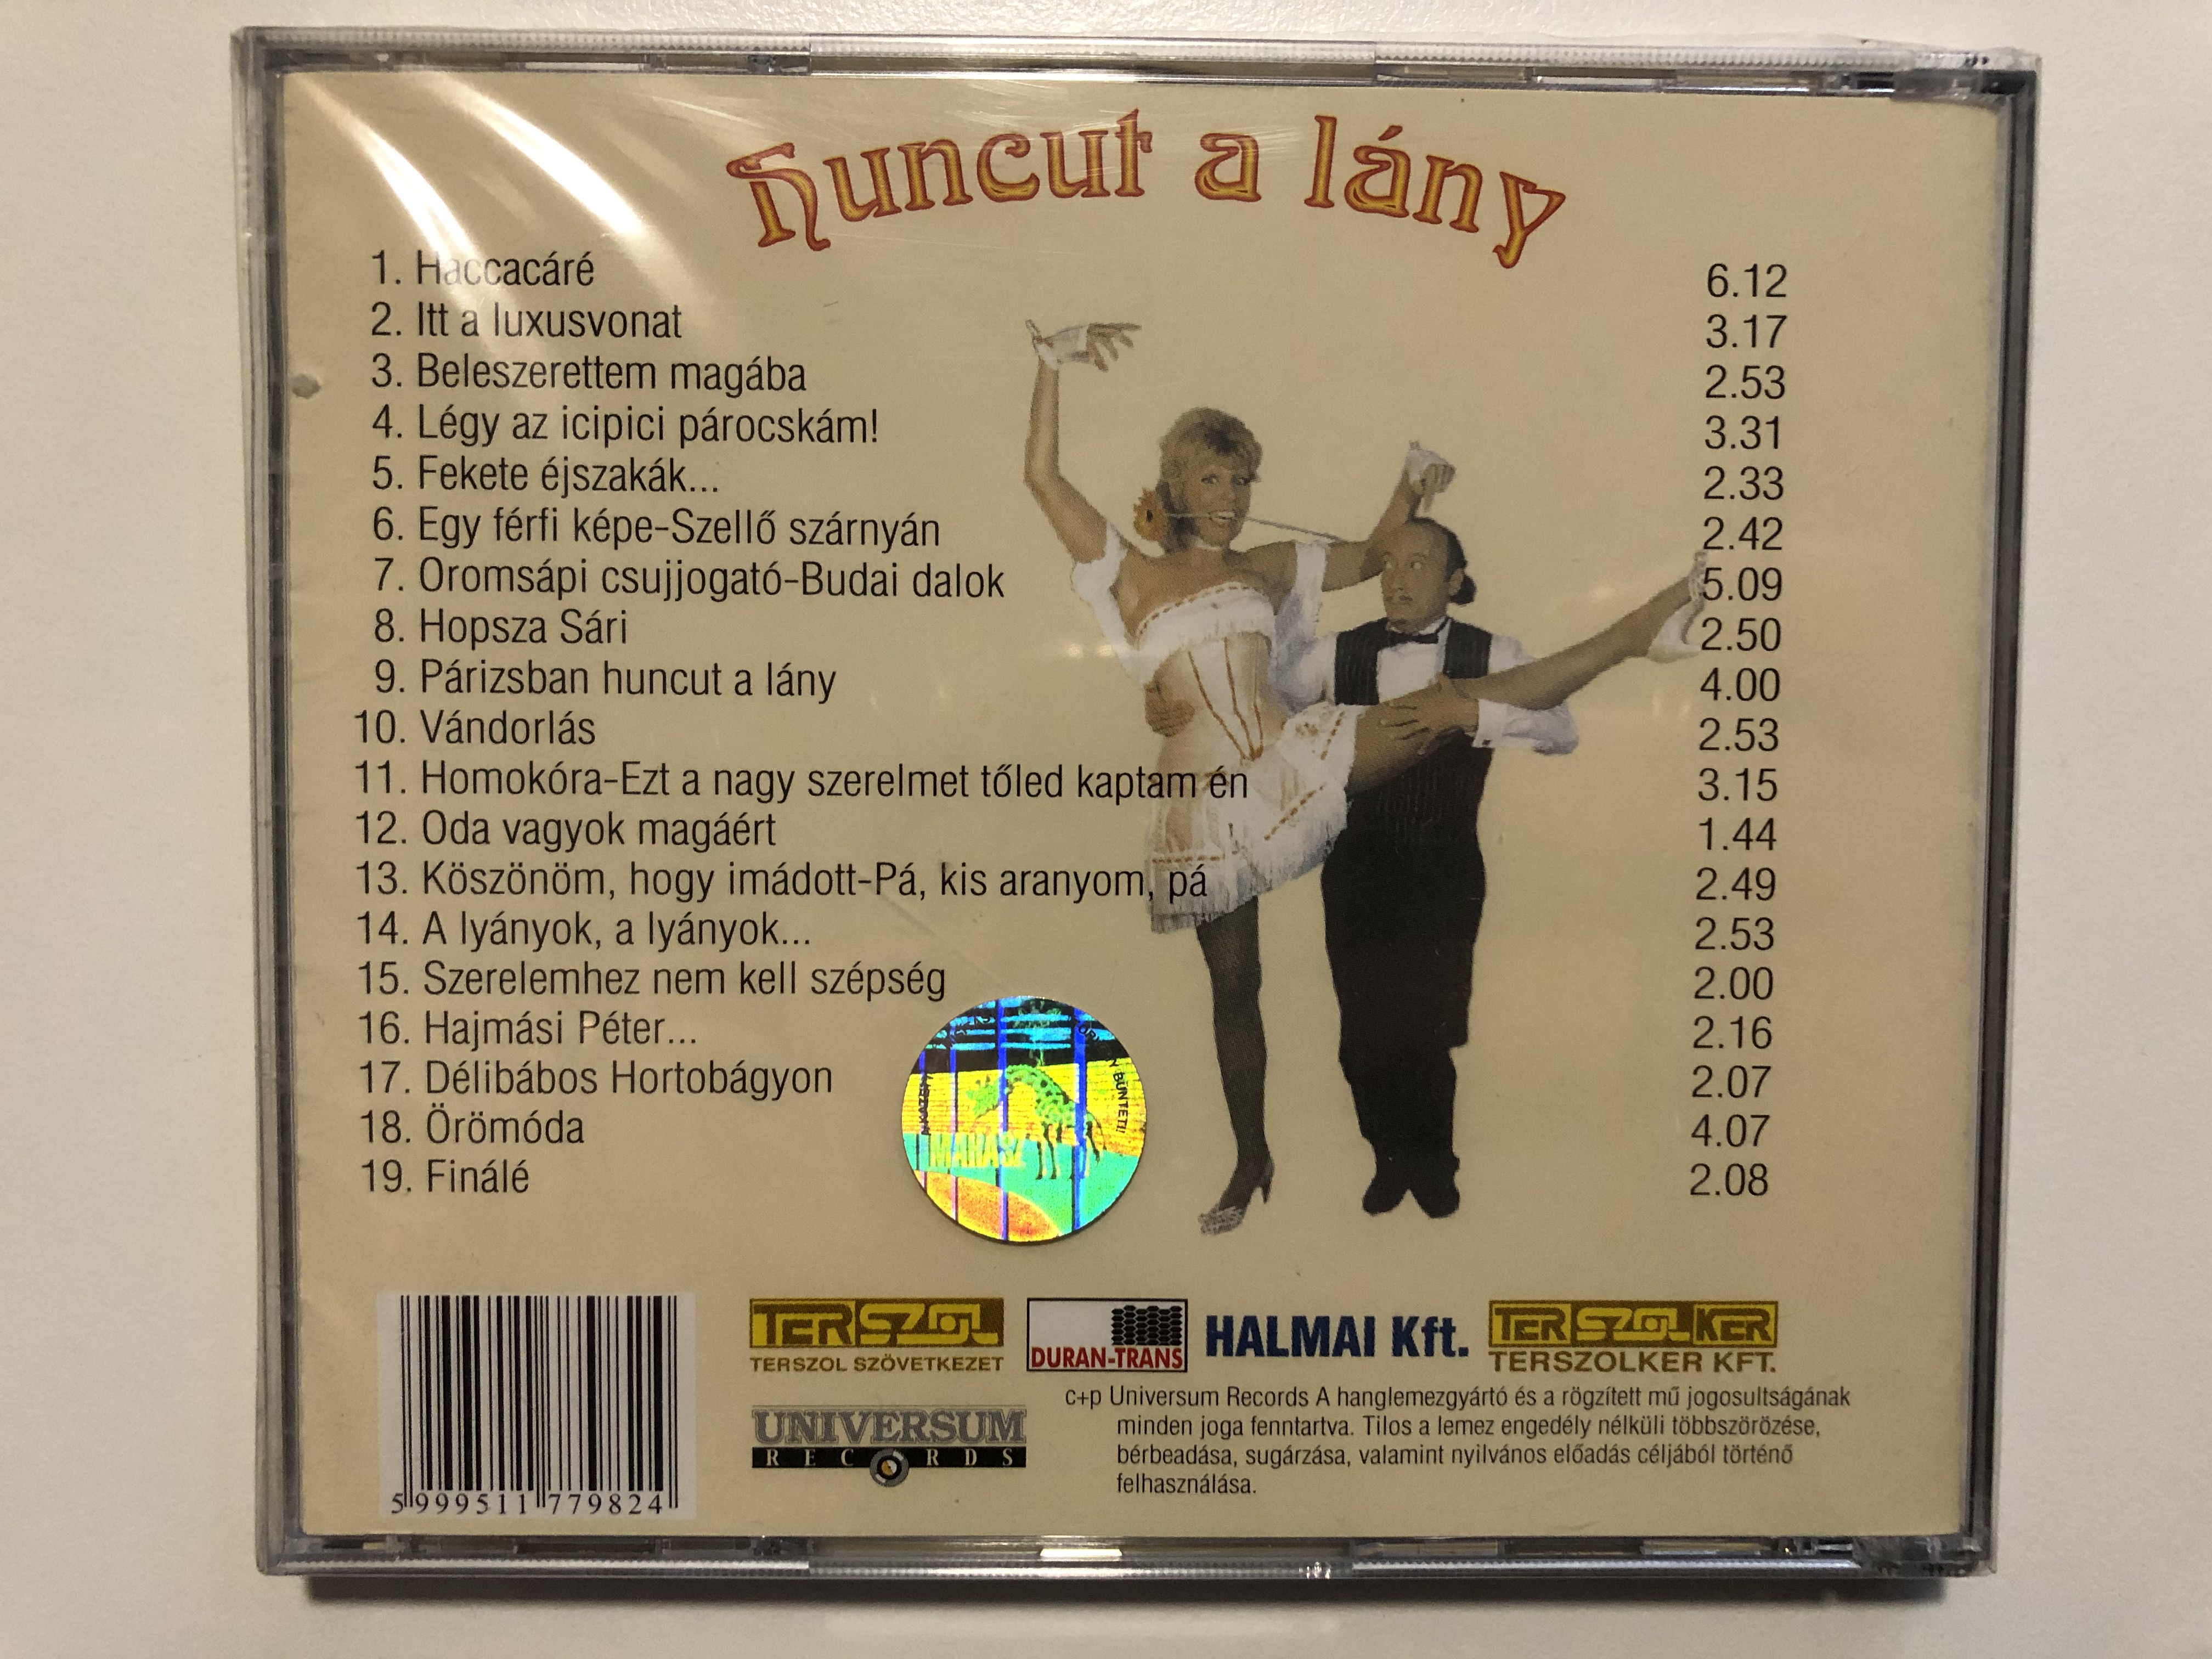 Huncut a lány
1. Haccacáré 6.12
2. Itt a luxusvonat 3.17
3. Beleszerettem magába 2.53
4. Légy az icipici párocskám! 3.31
5. Fekete éjszakák... 2.33
6. Egy férfi képe-Szellő szárnyán 2.42
7. Oromsápi csujjogató-Budai dalok 5.09
8. Hopsza Sári 2.50
9. Párizsban huncut a lány 4.00
10. Vándorlás 2.53
11. Homokóra-Ezt a nagy szerelmet tőled kaptam én 3.15
12. Oda vagyok magáért 1.44
13. Köszönöm, hogy imádott-Pá, kis aranyom, pá 2.49
14. A lyányok, a lyányok... 2.53
15. Szerelemhez nem kell szépség 2.00
16. Hajmási Péter... 2.16
17. Délibábos Hortobágyon 2.07
18. Örömóda 4.07
19. Finálé 2.08
MAHASZ
BÜNTETI!
TERSZOL
TERSZOL SZÖVETKEZET
DURAN-TRANS
HALMAI Kft.
TERSZOLKER
TERSZOLKER KFT.
UNIVERSUM
RECORDS
c+p Universum Records A hanglemezgyártó és a rögzített mű jogosultságának
minden joga fenntartva. Tilos a lemez engedély nélküli többszörözése,
bérbeadása, sugárzása, valamint nyilvános előadás céljából történő
felhasználása.
5 999511 779824